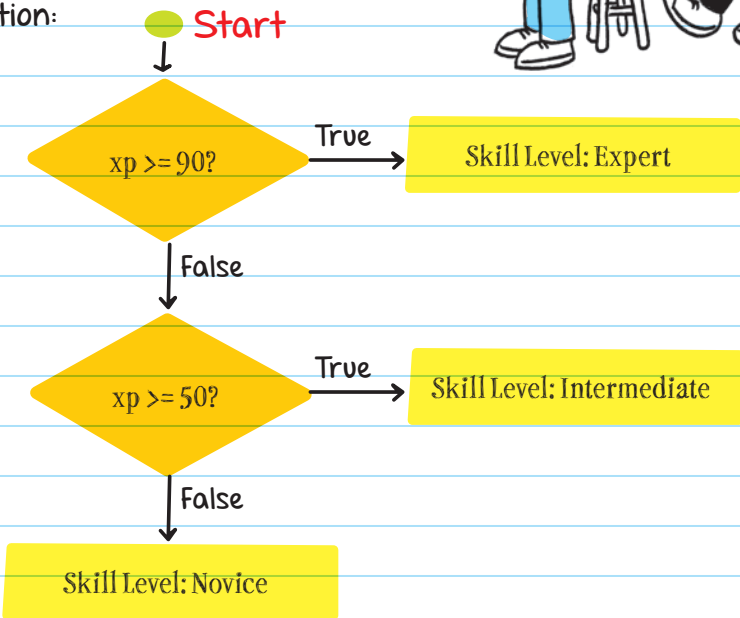 tion:
Start
xp >= 90?
True
Skill Level: Expert
False
xp >= 50?
True
Skill Level: Intermediate
False
Skill Level: Novice